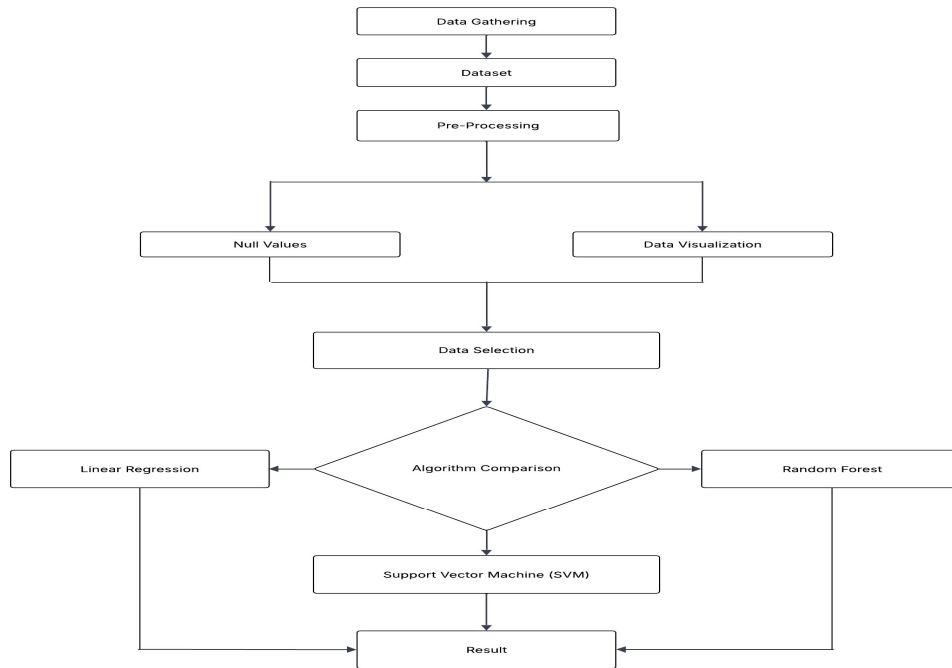 Data Gathering
Dataset
Pre-Processing
Null Values
Data Visualization
Data Selection
Linear Regression
Algorithm Comparison
Random Forest
Support Vector Machine (SVM)
Result